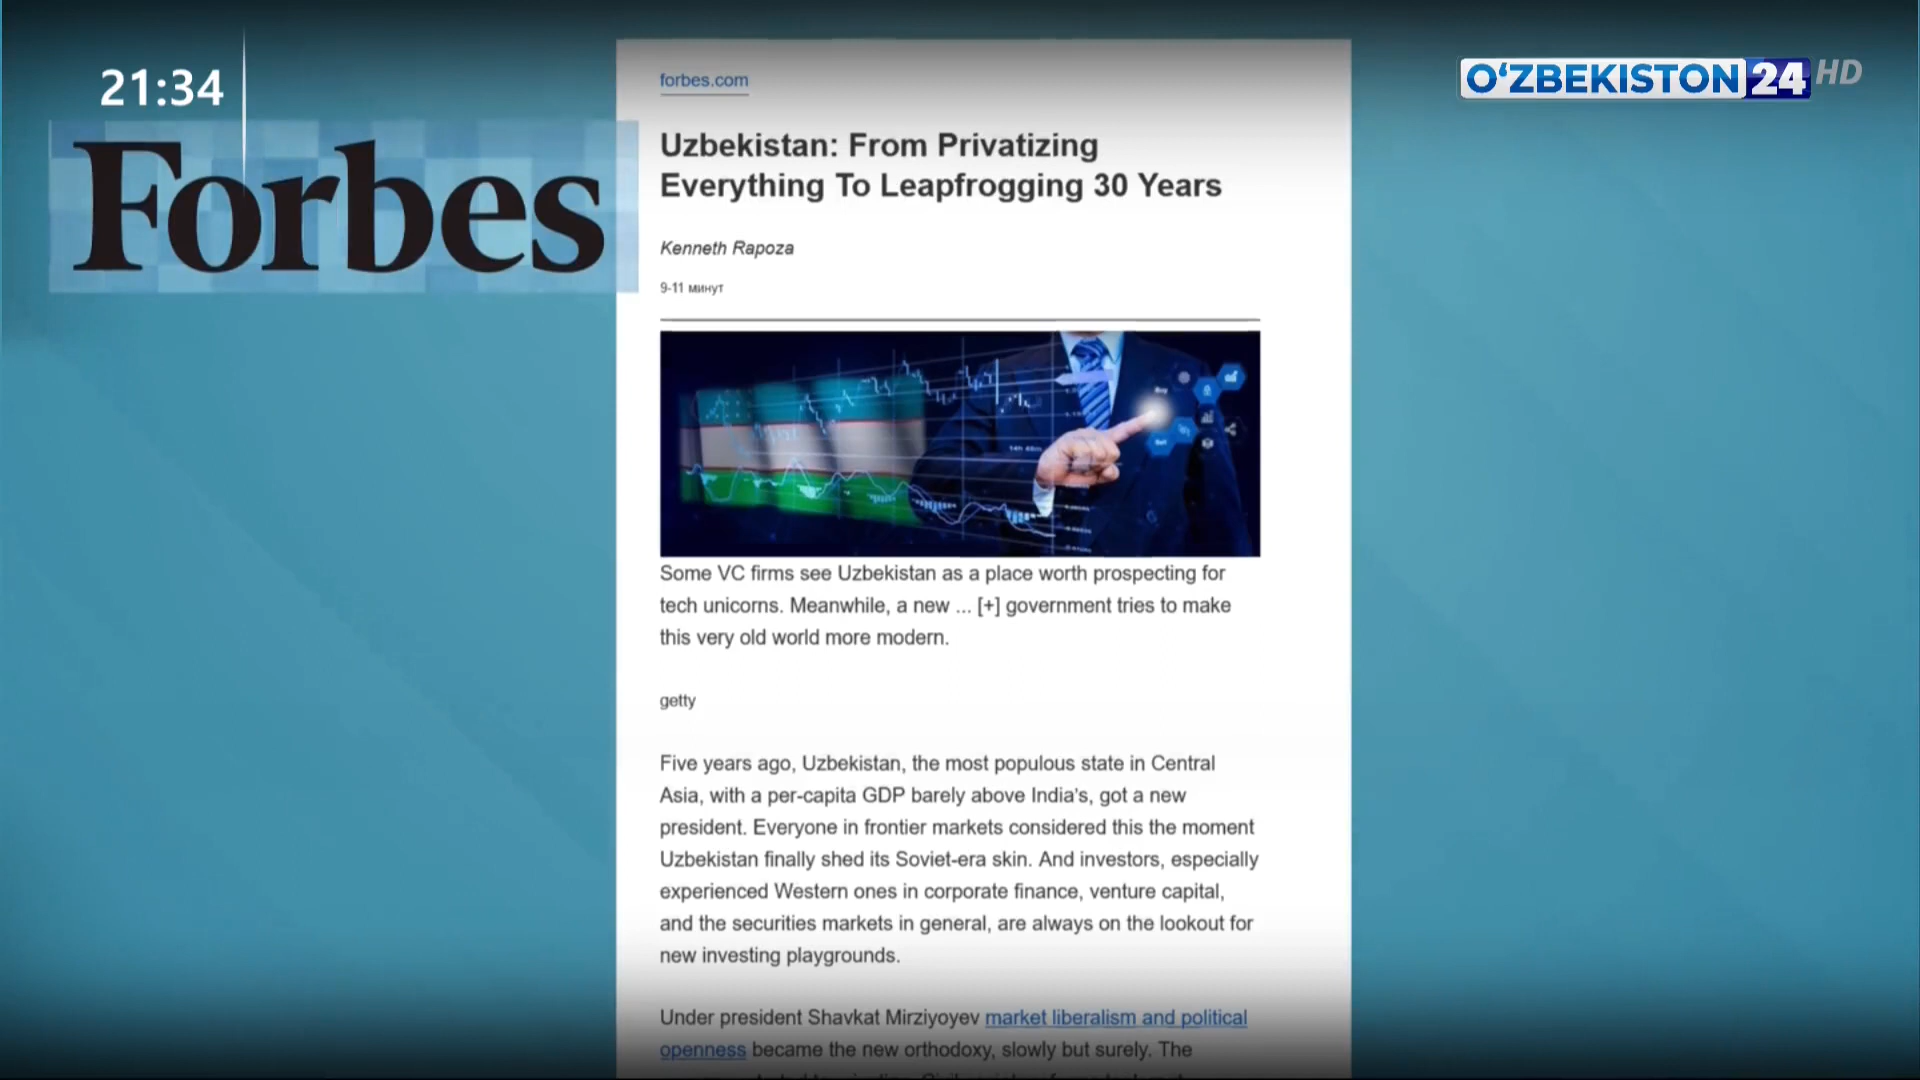 21:34
O‘ZBEKISTON 24 HD
Forbes
forbes.com
Uzbekistan: From Privatizing
Everything To Leapfrogging 30 Years
Kenneth Rapoza
9-11 минут
Some VC firms see Uzbekistan as a place worth prospecting for
tech unicorns. Meanwhile, a new ... [+] government tries to make
this very old world more modern.
getty
Five years ago, Uzbekistan, the most populous state in Central
Asia, with a per-capita GDP barely above India's, got a new
president. Everyone in frontier markets considered this the moment
Uzbekistan finally shed its Soviet-era skin. And investors, especially
experienced Western ones in corporate finance, venture capital,
and the securities markets in general, are always on the lookout for
new investing playgrounds.
Under president Shavkat Mirziyoyev market liberalism and political
openness became the new orthodoxy, slowly but surely. The